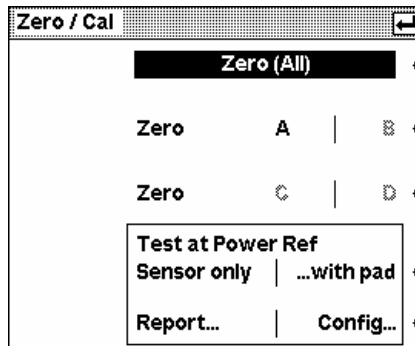 Zero / Cal
Zero (All)
Zero A | B
Zero C | D
Test at Power Ref
Sensor only | ...with pad
Report... | Config...